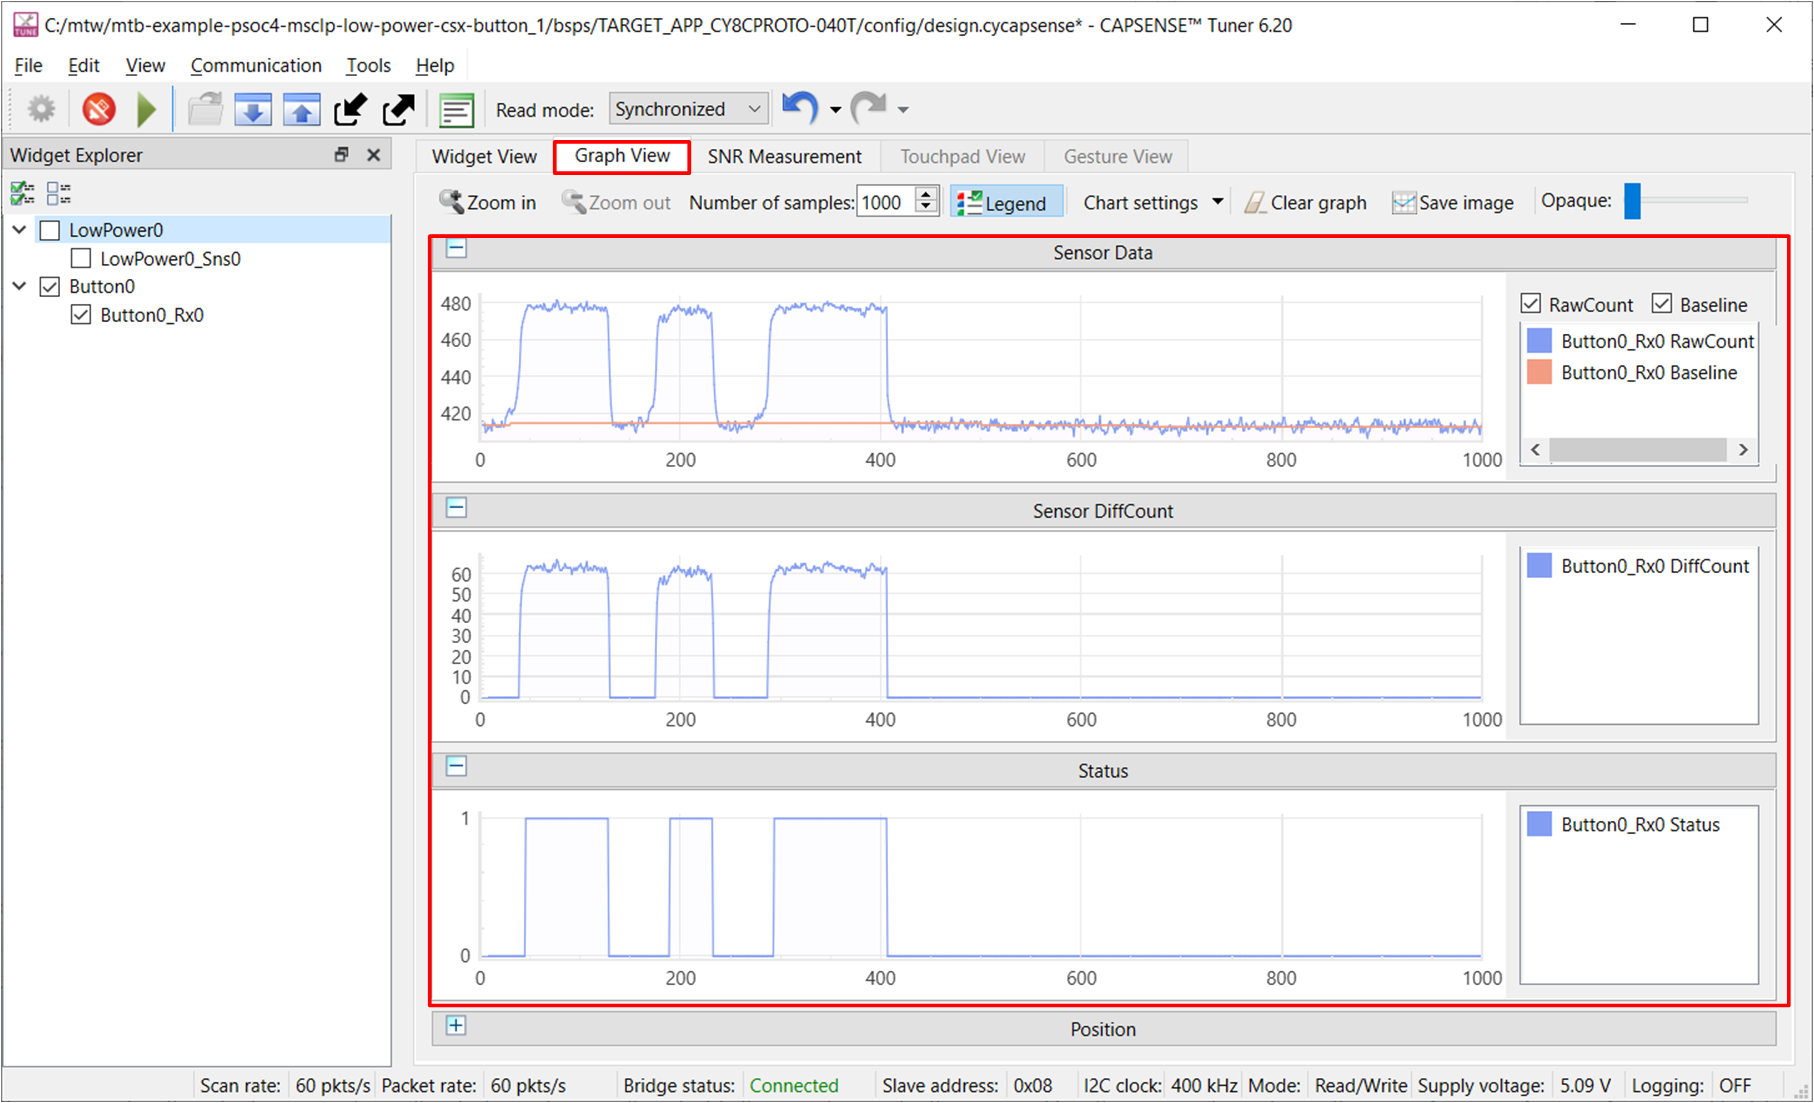 C:/mtw/mtb-example-psoc4-msclp-low-power-csx-button_1/bsps/TARGET_APP_CY8CPROTO-040T/config/design.cycapsense* - CAPSENSE™ Tuner 6.20
File Edit View Communication Tools Help
Read mode: Synchronized
Widget Explorer
Widget View Graph View SNR Measurement Touchpad View Gesture View
Zoom in Zoom out Number of samples: 1000 Legend Chart settings Clear graph Save image Opaque:
LowPower0
LowPower0_Sns0
Button0
Button0_Rx0
Sensor Data
480
460
440
420
0 200 400 600 800 1000
RawCount Baseline
Button0_Rx0 RawCount
Button0_Rx0 Baseline
Sensor DiffCount
60
50
40
30
20
10
0
0 200 400 600 800 1000
Button0_Rx0 DiffCount
Status
1
0
0 200 400 600 800 1000
Button0_Rx0 Status
Position
Scan rate: 60 pkts/s Packet rate: 60 pkts/s Bridge status: Connected Slave address: 0x08 I2C clock: 400 kHz Mode: Read/Write Supply voltage: 5.09 V Logging: OFF